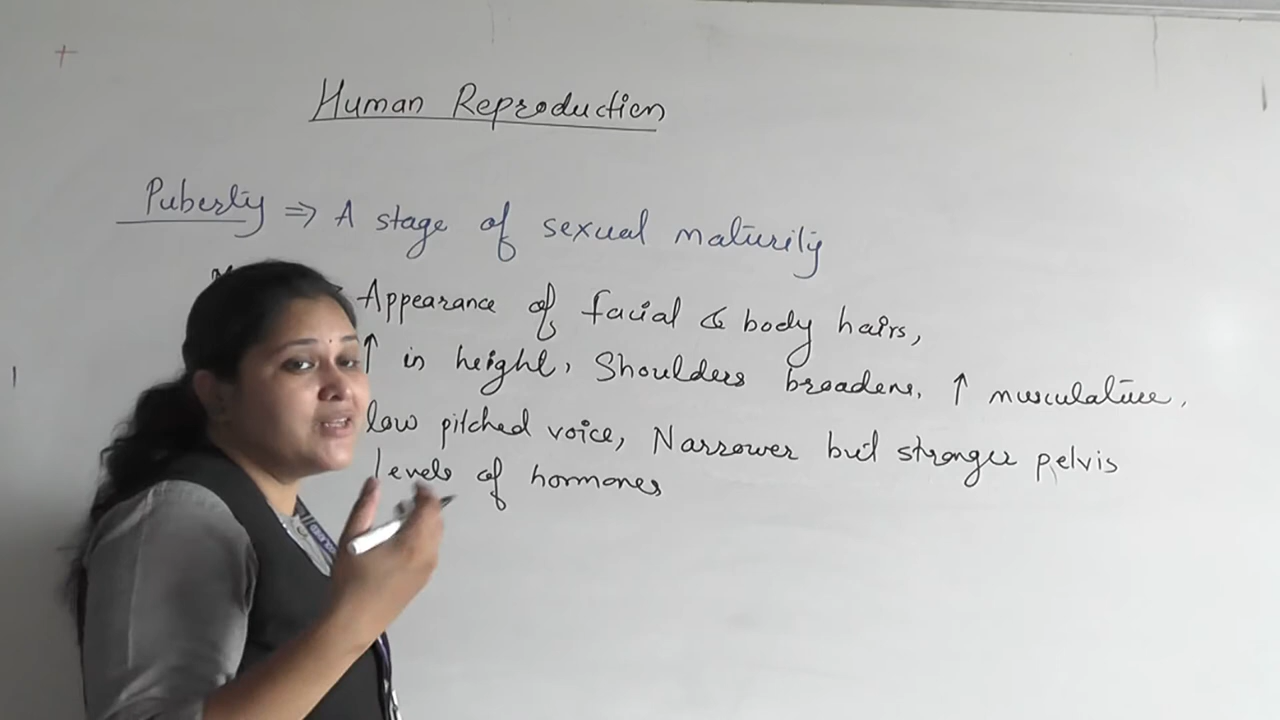 Human Reproduction
Puberty ⇒ A stage of sexual maturity
Appearance of facial & body hairs,
↑ in height, Shoulders broadens, ↑ musculature,
low pitched voice, Narrower but stronger pelvis
levels of hormones